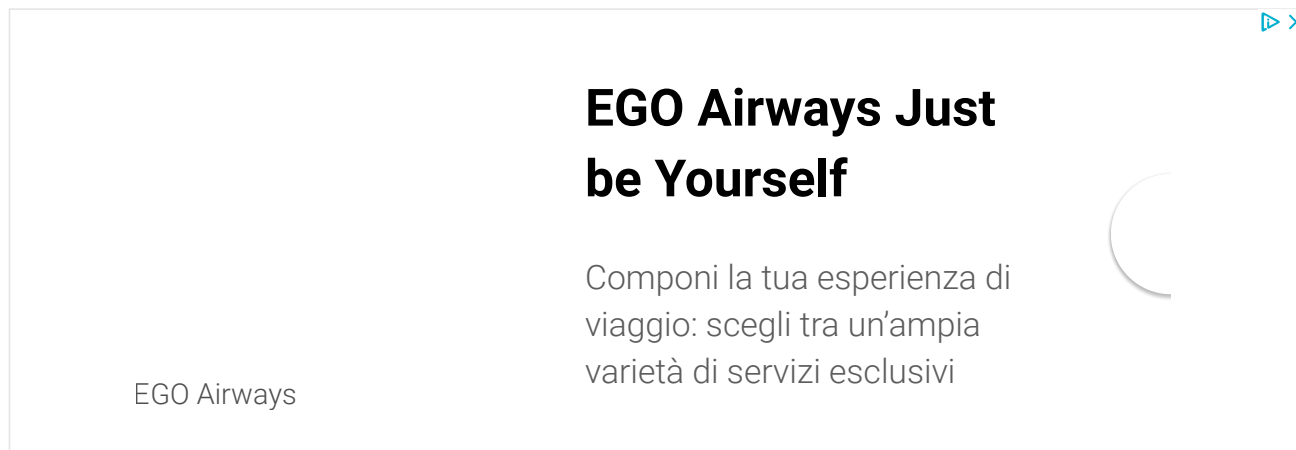 EGO Airways Just
be Yourself
Componi la tua esperienza di
viaggio: scegli tra un’ampia
varietà di servizi esclusivi
EGO Airways